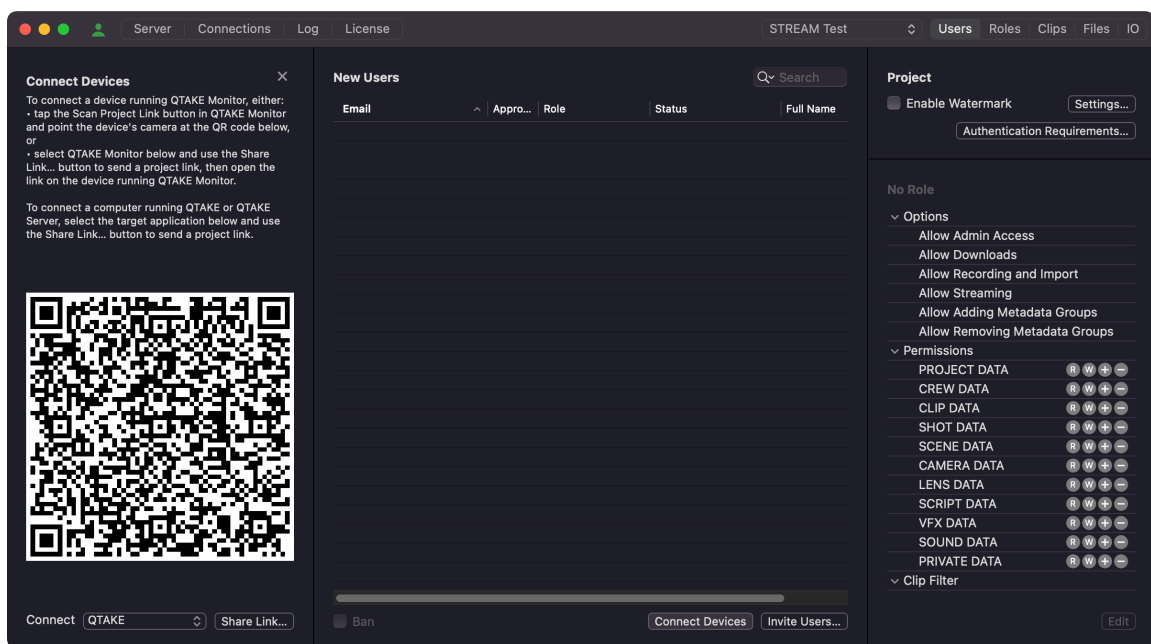 Server Connections Log License STREAM Test Users Roles Clips Files IO
Connect Devices
To connect a device running QTAKE Monitor, either:
• tap the Scan Project Link button in QTAKE Monitor
and point the device's camera at the QR code below,
or
• select QTAKE Monitor below and use the Share
Link... button to send a project link, then open the
link on the device running QTAKE Monitor.
To connect a computer running QTAKE or QTAKE
Server, select the target application below and use
the Share Link... button to send a project link.
Connect QTAKE Share Link...
New Users Search
Email Appro... Role Status Full Name
Ban Connect Devices Invite Users...
Project
Enable Watermark Settings...
Authentication Requirements...
No Role
Options
Allow Admin Access
Allow Downloads
Allow Recording and Import
Allow Streaming
Allow Adding Metadata Groups
Allow Removing Metadata Groups
Permissions
PROJECT DATA R W + −
CREW DATA R W + −
CLIP DATA R W + −
SHOT DATA R W + −
SCENE DATA R W + −
CAMERA DATA R W + −
LENS DATA R W + −
SCRIPT DATA R W + −
VFX DATA R W + −
SOUND DATA R W + −
PRIVATE DATA R W + −
Clip Filter
Edit